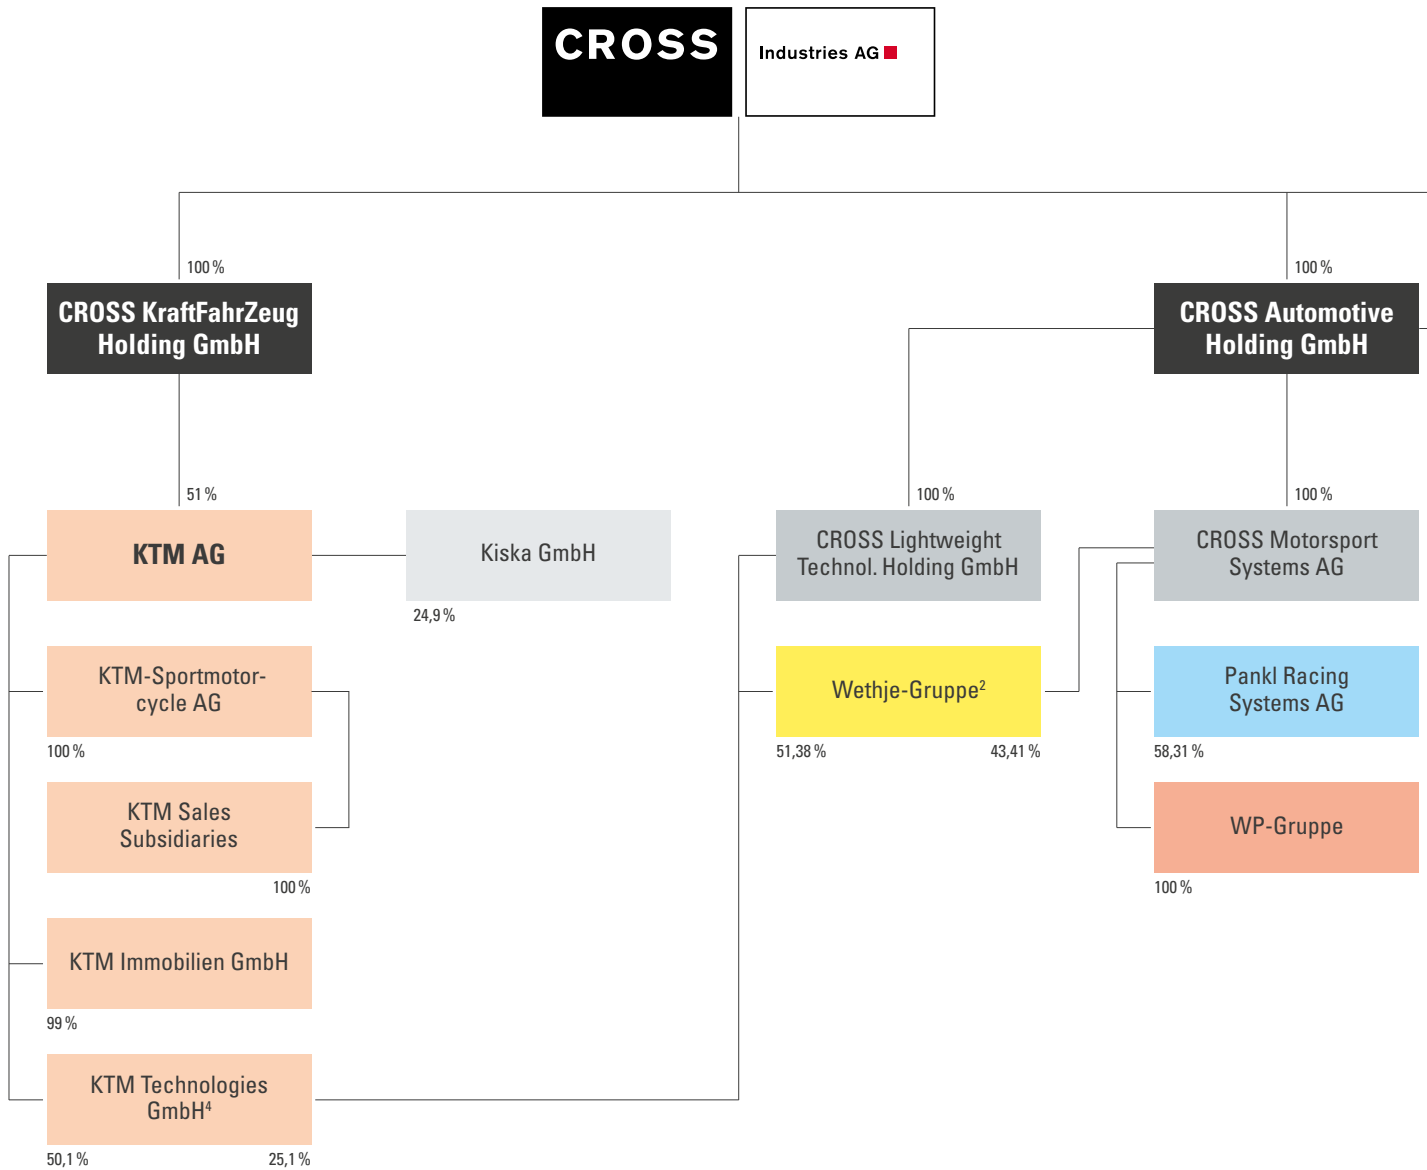 CROSS
Industries AG
100 %
100 %
CROSS KraftFahrZeug
Holding GmbH
CROSS Automotive
Holding GmbH
51 %
100 %
100 %
KTM AG
Kiska GmbH
CROSS Lightweight
Technol. Holding GmbH
CROSS Motorsport
Systems AG
24,9 %
KTM-Sportmotor-
cycle AG
Wethje-Gruppe²
Pankl Racing
Systems AG
100 %
51,38 %
43,41 %
58,31 %
KTM Sales
Subsidiaries
WP-Gruppe
100 %
100 %
KTM Immobilien GmbH
99 %
KTM Technologies
GmbH⁴
50,1 %
25,1 %